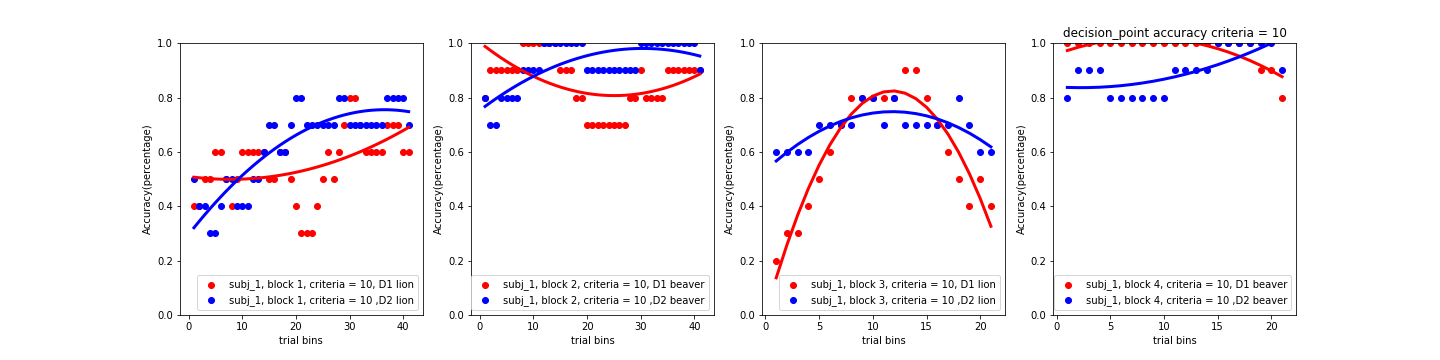 decision_point accuracy criteria = 10
1.0
0.8
0.6
0.4
0.2
0.0
Accuracy(percentage)
0 10 20 30 40
trial bins
subj_1, block 1, criteria = 10, D1 lion
subj_1, block 1, criteria = 10 ,D2 lion
1.0
0.8
0.6
0.4
0.2
0.0
Accuracy(percentage)
0 10 20 30 40
trial bins
subj_1, block 2, criteria = 10, D1 beaver
subj_1, block 2, criteria = 10 ,D2 beaver
1.0
0.8
0.6
0.4
0.2
0.0
Accuracy(percentage)
0 5 10 15 20
trial bins
subj_1, block 3, criteria = 10, D1 lion
subj_1, block 3, criteria = 10 ,D2 lion
1.0
0.8
0.6
0.4
0.2
0.0
Accuracy(percentage)
0 5 10 15 20
trial bins
subj_1, block 4, criteria = 10, D1 beaver
subj_1, block 4, criteria = 10 ,D2 beaver